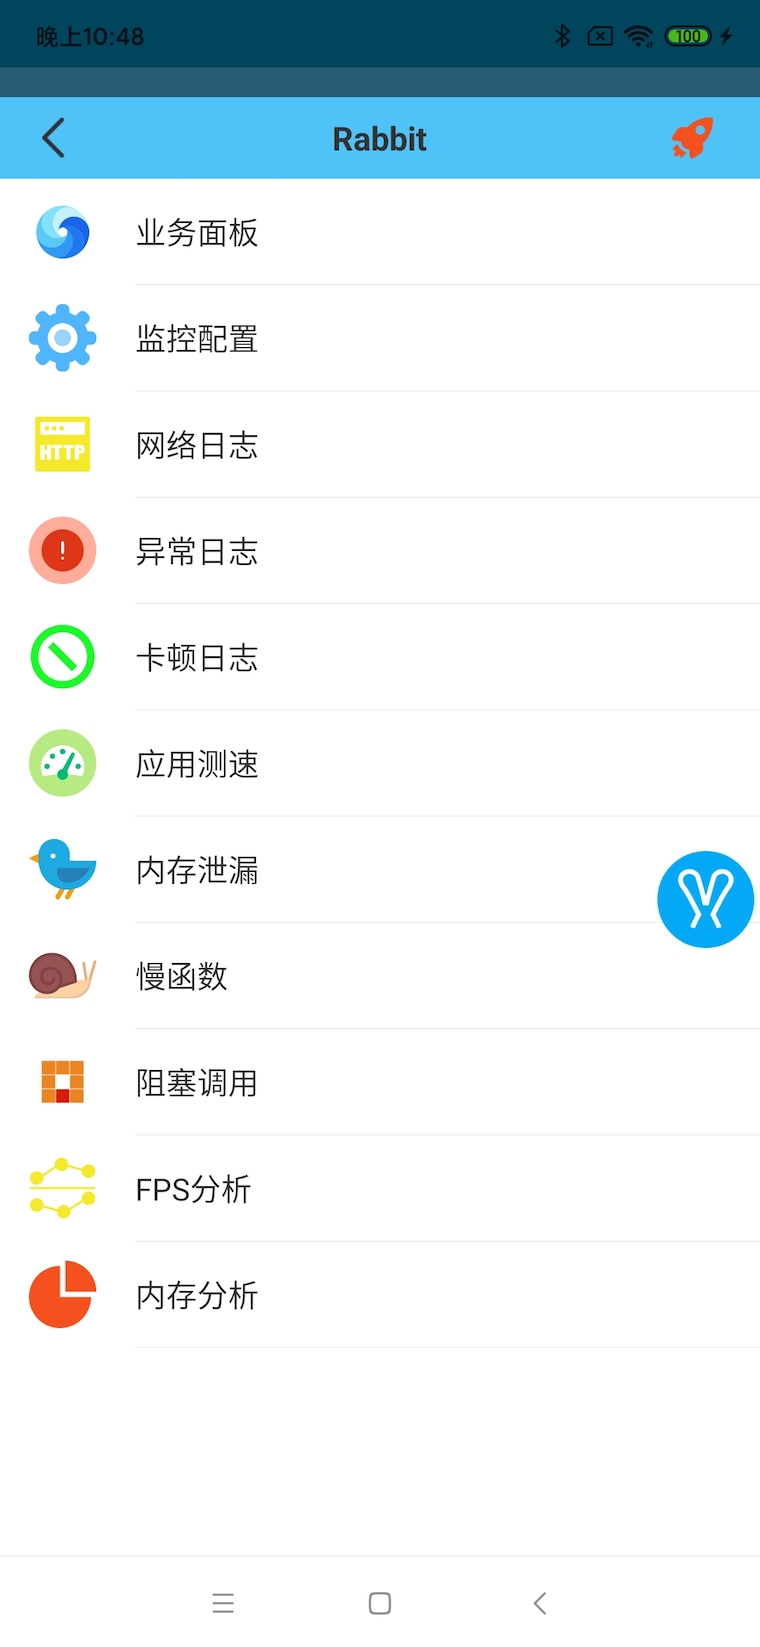 晚上10:48
100
Rabbit
业务面板
监控配置
HTTP
网络日志
!
异常日志
卡顿日志
应用测速
内存泄漏
慢函数
阻塞调用
FPS分析
内存分析